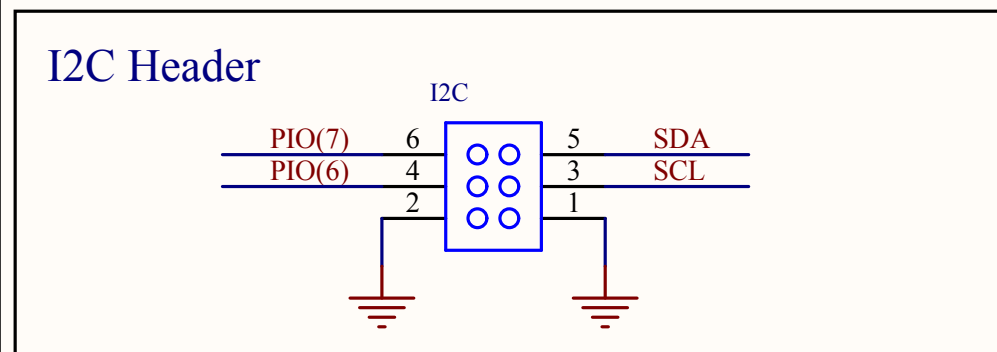 I2C Header
I2C
PIO(7) 6 5 SDA
PIO(6) 4 3 SCL
2 1